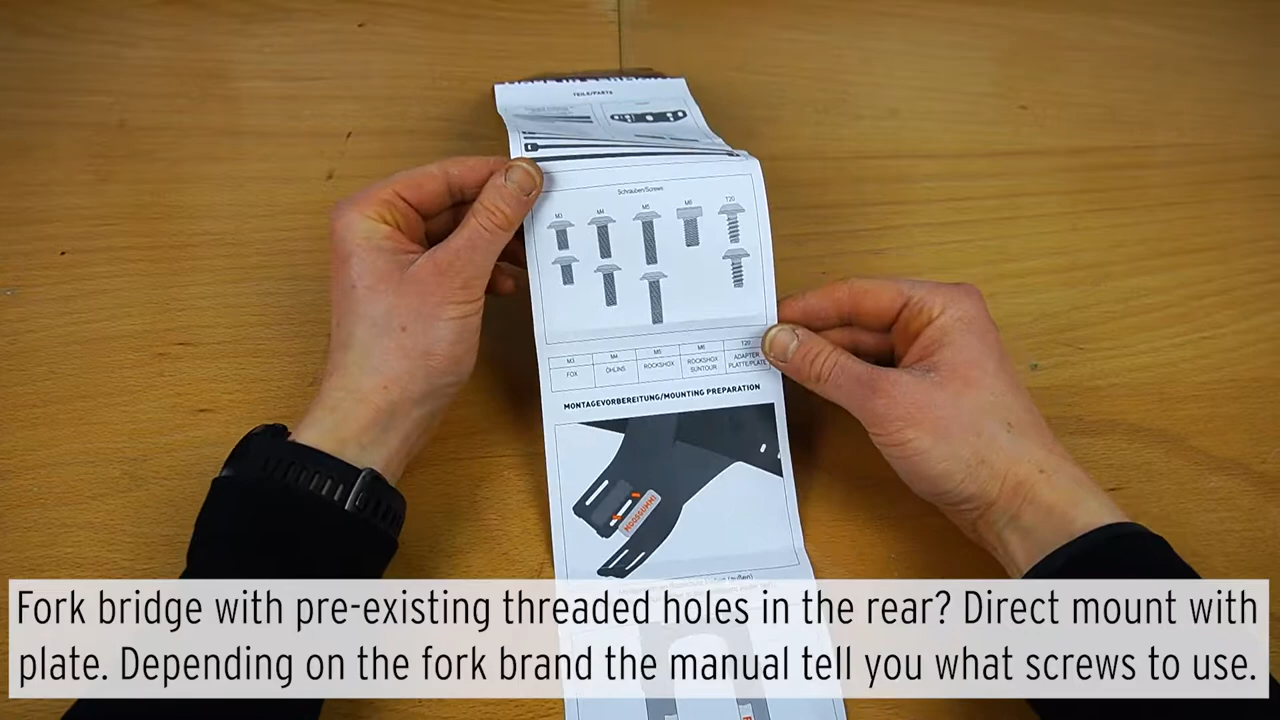 TEILE/PARTS
Schrauben/Screws
M3 M4 M5 M6 T20
M3 M4 M5 M6 T20
FOX ÖHLINS ROCKSHOX ROCKSHOX SUNTOUR ADAPTER PLATTE/PLATE
MONTAGEVORBEREITUNG/MOUNTING PREPARATION
MOOSGUMMI
(außen)
Fork bridge with pre-existing threaded holes in the rear? Direct mount with
plate. Depending on the fork brand the manual tell you what screws to use.